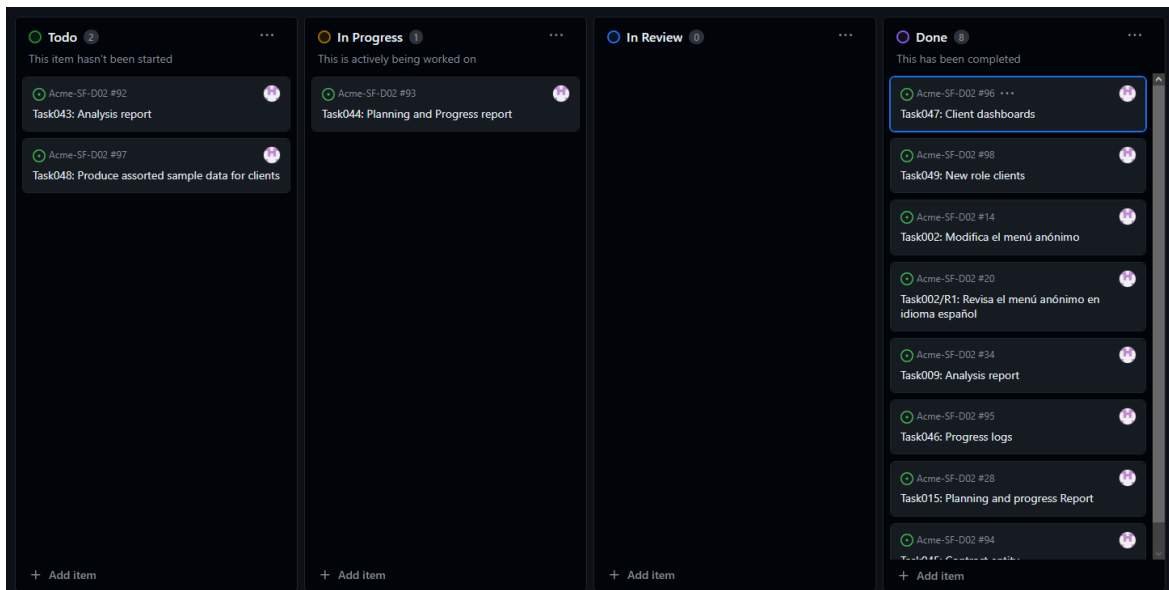 Todo 2 ...
This item hasn't been started
Acme-SF-D02 #92
Task043: Analysis report
Acme-SF-D02 #97
Task048: Produce assorted sample data for clients
+ Add item
In Progress 1 ...
This is actively being worked on
Acme-SF-D02 #93
Task044: Planning and Progress report
+ Add item
In Review 0 ...
+ Add item
Done 8 ...
This has been completed
Acme-SF-D02 #96 ...
Task047: Client dashboards
Acme-SF-D02 #98
Task049: New role clients
Acme-SF-D02 #14
Task002: Modifica el menú anónimo
Acme-SF-D02 #20
Task002/R1: Revisa el menú anónimo en
idioma español
Acme-SF-D02 #34
Task009: Analysis report
Acme-SF-D02 #95
Task046: Progress logs
Acme-SF-D02 #28
Task015: Planning and progress Report
Acme-SF-D02 #94
Task045: Contract entity
+ Add item